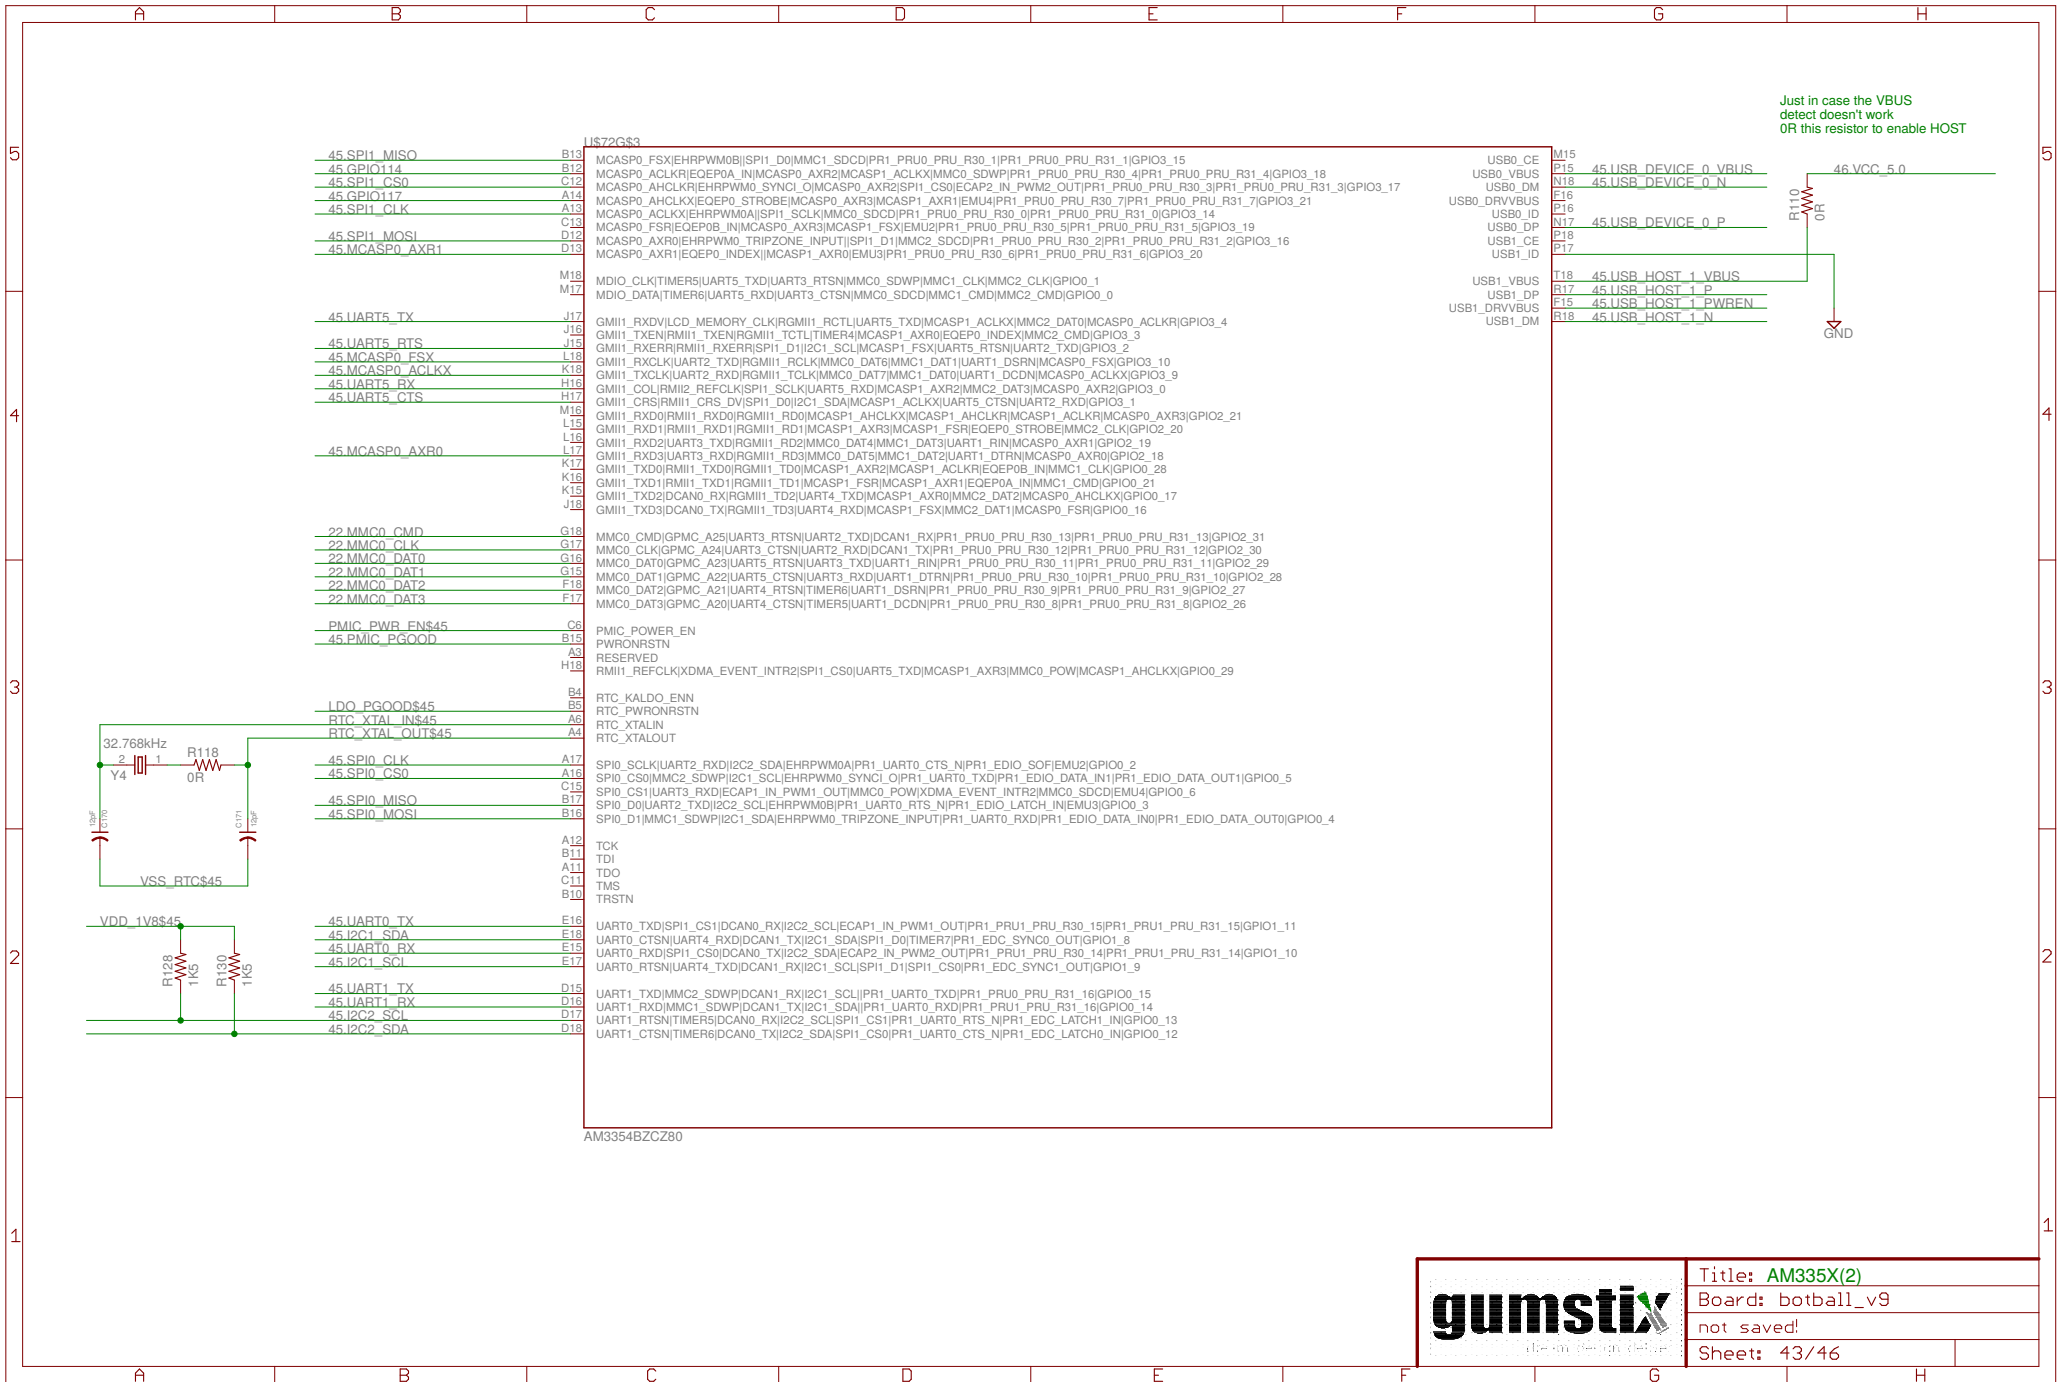 A B C D E F G H
Just in case the VBUS
detect doesn't work
0R this resistor to enable HOST
U$72G$3
5 5
45.SPI1_MISO B13 MCASP0_FSX|EHRPWM0B||SPI1_D0|MMC1_SDCD|PR1_PRU0_PRU_R30_1|PR1_PRU0_PRU_R31_1|GPIO3_15 USB0_CE M15
45.GPIO114 B12 MCASP0_ACLKR|EQEP0A_IN|MCASP0_AXR2|MCASP1_ACLKX|MMC0_SDWP|PR1_PRU0_PRU_R30_4|PR1_PRU0_PRU_R31_4|GPIO3_18 USB0_VBUS P15 45.USB_DEVICE_0_VBUS 46.VCC_5.0
45.SPI1_CS0 C12 MCASP0_AHCLKR|EHRPWM0_SYNCI_O|MCASP0_AXR2|SPI1_CS0|ECAP2_IN_PWM2_OUT|PR1_PRU0_PRU_R30_3|PR1_PRU0_PRU_R31_3|GPIO3_17 USB0_DM N18 45.USB_DEVICE_0_N
45.GPIO117 A14 MCASP0_AHCLKX|EQEP0_STROBE|MCASP0_AXR3|MCASP1_AXR1|EMU4|PR1_PRU0_PRU_R30_7|PR1_PRU0_PRU_R31_7|GPIO3_21 USB0_DRVVBUS F16
R110 0R
45.SPI1_CLK A13 MCASP0_ACLKX|EHRPWM0A||SPI1_SCLK|MMC0_SDCD|PR1_PRU0_PRU_R30_0|PR1_PRU0_PRU_R31_0|GPIO3_14 USB0_ID P16
C13 MCASP0_FSR|EQEP0B_IN|MCASP0_AXR3|MCASP1_FSX|EMU2|PR1_PRU0_PRU_R30_5|PR1_PRU0_PRU_R31_5|GPIO3_19 USB0_DP N17 45.USB_DEVICE_0_P
45.SPI1_MOSI D12 MCASP0_AXR0|EHRPWM0_TRIPZONE_INPUT||SPI1_D1|MMC2_SDCD|PR1_PRU0_PRU_R30_2|PR1_PRU0_PRU_R31_2|GPIO3_16 USB1_CE P18
45.MCASP0_AXR1 D13 MCASP0_AXR1|EQEP0_INDEX||MCASP1_AXR0|EMU3|PR1_PRU0_PRU_R30_6|PR1_PRU0_PRU_R31_6|GPIO3_20 USB1_ID P17
M18 MDIO_CLK|TIMER5|UART5_TXD|UART3_RTSN|MMC0_SDWP|MMC1_CLK|MMC2_CLK|GPIO0_1 USB1_VBUS T18 45.USB_HOST_1_VBUS
M17 MDIO_DATA|TIMER6|UART5_RXD|UART3_CTSN|MMC0_SDCD|MMC1_CMD|MMC2_CMD|GPIO0_0 USB1_DP R17 45.USB_HOST_1_P
USB1_DRVVBUS F15 45.USB_HOST_1_PWREN
45.UART5_TX J17 GMII1_RXDV|LCD_MEMORY_CLK|RGMII1_RCTL|UART5_TXD|MCASP1_ACLKX|MMC2_DAT0|MCASP0_ACLKR|GPIO3_4 USB1_DM R18 45.USB_HOST_1_N
J16 GMII1_TXEN|RMII1_TXEN|RGMII1_TCTL|TIMER4|MCASP1_AXR0|EQEP0_INDEX|MMC2_CMD|GPIO3_3 GND
45.UART5_RTS J15 GMII1_RXERR|RMII1_RXERR|SPI1_D1|I2C1_SCL|MCASP1_FSX|UART5_RTSN|UART2_TXD|GPIO3_2
45.MCASP0_FSX L18 GMII1_RXCLK|UART2_TXD|RGMII1_RCLK|MMC0_DAT6|MMC1_DAT1|UART1_DSRN|MCASP0_FSX|GPIO3_10
45.MCASP0_ACLKX K18 GMII1_TXCLK|UART2_RXD|RGMII1_TCLK|MMC0_DAT7|MMC1_DAT0|UART1_DCDN|MCASP0_ACLKX|GPIO3_9
45.UART5_RX H16 GMII1_COL|RMII2_REFCLK|SPI1_SCLK|UART5_RXD|MCASP1_AXR2|MMC2_DAT3|MCASP0_AXR2|GPIO3_0
45.UART5_CTS H17 GMII1_CRS|RMII1_CRS_DV|SPI1_D0|I2C1_SDA|MCASP1_ACLKX|UART5_CTSN|UART2_RXD|GPIO3_1
4 4
M16 GMII1_RXD0|RMII1_RXD0|RGMII1_RD0|MCASP1_AHCLKX|MCASP1_AHCLKR|MCASP1_ACLKR|MCASP0_AXR3|GPIO2_21
L15 GMII1_RXD1|RMII1_RXD1|RGMII1_RD1|MCASP1_AXR3|MCASP1_FSR|EQEP0_STROBE|MMC2_CLK|GPIO2_20
L16 GMII1_RXD2|UART3_TXD|RGMII1_RD2|MMC0_DAT4|MMC1_DAT3|UART1_RIN|MCASP0_AXR1|GPIO2_19
45.MCASP0_AXR0 L17 GMII1_RXD3|UART3_RXD|RGMII1_RD3|MMC0_DAT5|MMC1_DAT2|UART1_DTRN|MCASP0_AXR0|GPIO2_18
K17 GMII1_TXD0|RMII1_TXD0|RGMII1_TD0|MCASP1_AXR2|MCASP1_ACLKR|EQEP0B_IN|MMC1_CLK|GPIO0_28
K16 GMII1_TXD1|RMII1_TXD1|RGMII1_TD1|MCASP1_FSR|MCASP1_AXR1|EQEP0A_IN|MMC1_CMD|GPIO0_21
K15 GMII1_TXD2|DCAN0_RX|RGMII1_TD2|UART4_TXD|MCASP1_AXR0|MMC2_DAT2|MCASP0_AHCLKX|GPIO0_17
J18 GMII1_TXD3|DCAN0_TX|RGMII1_TD3|UART4_RXD|MCASP1_FSX|MMC2_DAT1|MCASP0_FSR|GPIO0_16
22.MMC0_CMD G18 MMC0_CMD|GPMC_A25|UART3_RTSN|UART2_TXD|DCAN1_RX|PR1_PRU0_PRU_R30_13|PR1_PRU0_PRU_R31_13|GPIO2_31
22.MMC0_CLK G17 MMC0_CLK|GPMC_A24|UART3_CTSN|UART2_RXD|DCAN1_TX|PR1_PRU0_PRU_R30_12|PR1_PRU0_PRU_R31_12|GPIO2_30
22.MMC0_DAT0 G16 MMC0_DAT0|GPMC_A23|UART5_RTSN|UART3_TXD|UART1_RIN|PR1_PRU0_PRU_R30_11|PR1_PRU0_PRU_R31_11|GPIO2_29
22.MMC0_DAT1 G15 MMC0_DAT1|GPMC_A22|UART5_CTSN|UART3_RXD|UART1_DTRN|PR1_PRU0_PRU_R30_10|PR1_PRU0_PRU_R31_10|GPIO2_28
22.MMC0_DAT2 F18 MMC0_DAT2|GPMC_A21|UART4_RTSN|TIMER6|UART1_DSRN|PR1_PRU0_PRU_R30_9|PR1_PRU0_PRU_R31_9|GPIO2_27
22.MMC0_DAT3 F17 MMC0_DAT3|GPMC_A20|UART4_CTSN|TIMER5|UART1_DCDN|PR1_PRU0_PRU_R30_8|PR1_PRU0_PRU_R31_8|GPIO2_26
PMIC_PWR_EN$45 C6 PMIC_POWER_EN
45.PMIC_PGOOD B15 PWRONRSTN
A3 RESERVED
H18 RMII1_REFCLK|XDMA_EVENT_INTR2|SPI1_CS0|UART5_TXD|MCASP1_AXR3|MMC0_POW|MCASP1_AHCLKX|GPIO0_29
3 3
B4 RTC_KALDO_ENN
LDO_PGOOD$45 B5 RTC_PWRONRSTN
RTC_XTAL_IN$45 A6 RTC_XTALIN
RTC_XTAL_OUT$45 A4 RTC_XTALOUT
32.768kHz R118
2 1
Y4 0R
45.SPI0_CLK A17 SPI0_SCLK|UART2_RXD|I2C2_SDA|EHRPWM0A|PR1_UART0_CTS_N|PR1_EDIO_SOF|EMU2|GPIO0_2
45.SPI0_CS0 A16 SPI0_CS0|MMC2_SDWP|I2C1_SCL|EHRPWM0_SYNCI_O|PR1_UART0_TXD|PR1_EDIO_DATA_IN1|PR1_EDIO_DATA_OUT1|GPIO0_5
C15 SPI0_CS1|UART3_RXD|ECAP1_IN_PWM1_OUT|MMC0_POW|XDMA_EVENT_INTR2|MMC0_SDCD|EMU4|GPIO0_6
45.SPI0_MISO B17 SPI0_D0|UART2_TXD|I2C2_SCL|EHRPWM0B|PR1_UART0_RTS_N|PR1_EDIO_LATCH_IN|EMU3|GPIO0_3
45.SPI0_MOSI B16 SPI0_D1|MMC1_SDWP|I2C1_SDA|EHRPWM0_TRIPZONE_INPUT|PR1_UART0_RXD|PR1_EDIO_DATA_IN0|PR1_EDIO_DATA_OUT0|GPIO0_4
12pF C170 C171 12pF
A12 TCK
B11 TDI
A11 TDO
VSS_RTC$45 C11 TMS
B10 TRSTN
VDD_1V8$45
45.UART0_TX E16 UART0_TXD|SPI1_CS1|DCAN0_RX|I2C2_SCL|ECAP1_IN_PWM1_OUT|PR1_PRU1_PRU_R30_15|PR1_PRU1_PRU_R31_15|GPIO1_11
45.I2C1_SDA E18 UART0_CTSN|UART4_RXD|DCAN1_TX|I2C1_SDA|SPI1_D0|TIMER7|PR1_EDC_SYNC0_OUT|GPIO1_8
45.UART0_RX E15 UART0_RXD|SPI1_CS0|DCAN0_TX|I2C2_SDA|ECAP2_IN_PWM2_OUT|PR1_PRU1_PRU_R30_14|PR1_PRU1_PRU_R31_14|GPIO1_10
45.I2C1_SCL E17 UART0_RTSN|UART4_TXD|DCAN1_RX|I2C1_SCL|SPI1_D1|SPI1_CS0|PR1_EDC_SYNC1_OUT|GPIO1_9
2 2
R128 1K5 R130 1K5
45.UART1_TX D15 UART1_TXD|MMC2_SDWP|DCAN1_RX|I2C1_SCL||PR1_UART0_TXD|PR1_PRU0_PRU_R31_16|GPIO0_15
45.UART1_RX D16 UART1_RXD|MMC1_SDWP|DCAN1_TX|I2C1_SDA||PR1_UART0_RXD|PR1_PRU1_PRU_R31_16|GPIO0_14
45.I2C2_SCL D17 UART1_RTSN|TIMER5|DCAN0_RX|I2C2_SCL|SPI1_CS1|PR1_UART0_RTS_N|PR1_EDC_LATCH1_IN|GPIO0_13
45.I2C2_SDA D18 UART1_CTSN|TIMER6|DCAN0_TX|I2C2_SDA|SPI1_CS0|PR1_UART0_CTS_N|PR1_EDC_LATCH0_IN|GPIO0_12
AM3354BZCZ80
1 1
gumstix
Title: AM335X(2)
Board: botball_v9
not saved!
Sheet: 43/46
A B C D E F G H